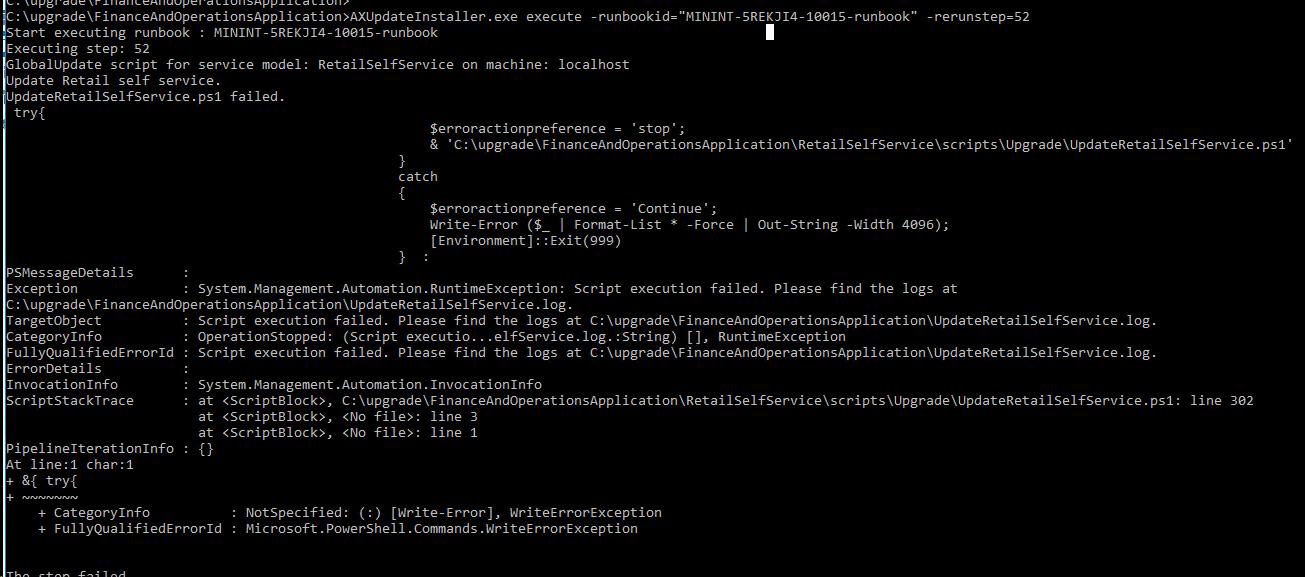 C:\upgrade\FinanceAndOperationsApplication>
C:\upgrade\FinanceAndOperationsApplication>AXUpdateInstaller.exe execute -runbookid="MININT-5REKJI4-10015-runbook" -rerunstep=52
Start executing runbook : MININT-5REKJI4-10015-runbook
Executing step: 52
GlobalUpdate script for service model: RetailSelfService on machine: localhost
Update Retail self service.
UpdateRetailSelfService.ps1 failed.
try{
$erroractionpreference = 'stop';
& 'C:\upgrade\FinanceAndOperationsApplication\RetailSelfService\scripts\Upgrade\UpdateRetailSelfService.ps1'
}
catch
{
$erroractionpreference = 'Continue';
Write-Error ($_ | Format-List * -Force | Out-String -Width 4096);
[Environment]::Exit(999)
} :
PSMessageDetails :
Exception : System.Management.Automation.RuntimeException: Script execution failed. Please find the logs at
C:\upgrade\FinanceAndOperationsApplication\UpdateRetailSelfService.log.
TargetObject : Script execution failed. Please find the logs at C:\upgrade\FinanceAndOperationsApplication\UpdateRetailSelfService.log.
CategoryInfo : OperationStopped: (Script executio...elfService.log.:String) [], RuntimeException
FullyQualifiedErrorId : Script execution failed. Please find the logs at C:\upgrade\FinanceAndOperationsApplication\UpdateRetailSelfService.log.
ErrorDetails :
InvocationInfo : System.Management.Automation.InvocationInfo
ScriptStackTrace : at <ScriptBlock>, C:\upgrade\FinanceAndOperationsApplication\RetailSelfService\scripts\Upgrade\UpdateRetailSelfService.ps1: line 302
at <ScriptBlock>, <No file>: line 3
at <ScriptBlock>, <No file>: line 1
PipelineIterationInfo : {}
At line:1 char:1
+ &{ try{
+ ~~~~~~~
+ CategoryInfo : NotSpecified: (:) [Write-Error], WriteErrorException
+ FullyQualifiedErrorId : Microsoft.PowerShell.Commands.WriteErrorException
The step failed